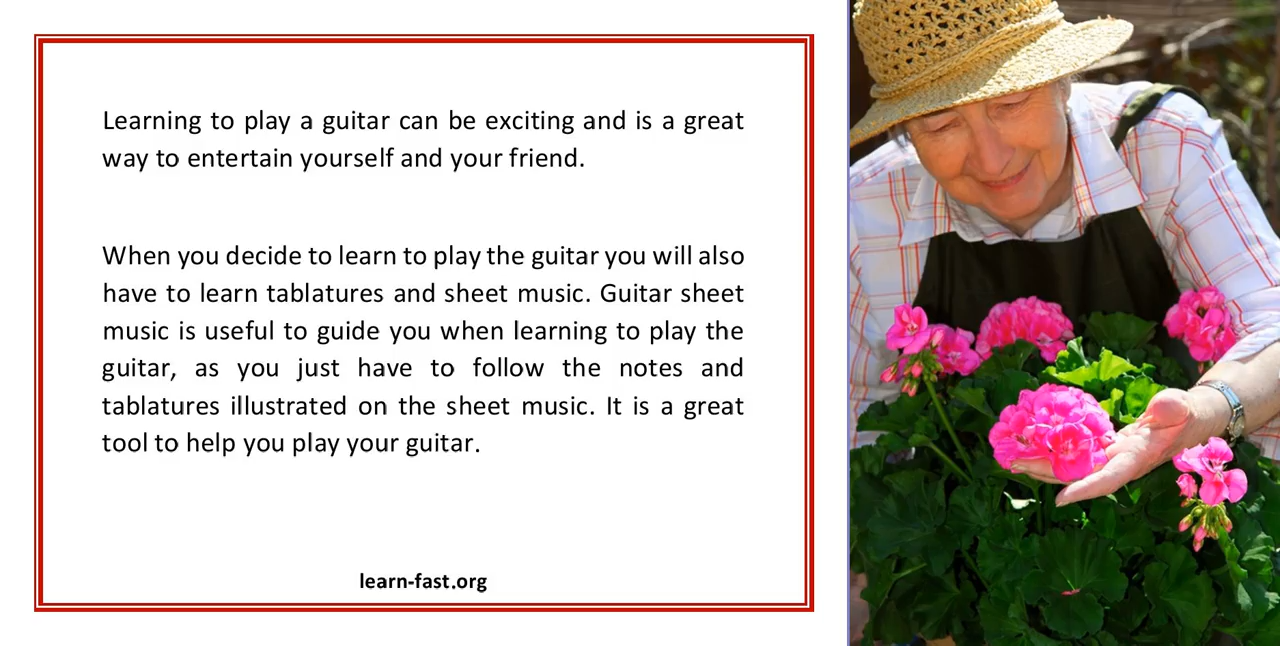 Learning to play a guitar can be exciting and is a great
way to entertain yourself and your friend.
When you decide to learn to play the guitar you will also
have to learn tablatures and sheet music. Guitar sheet
music is useful to guide you when learning to play the
guitar, as you just have to follow the notes and
tablatures illustrated on the sheet music. It is a great
tool to help you play your guitar.
learn-fast.org